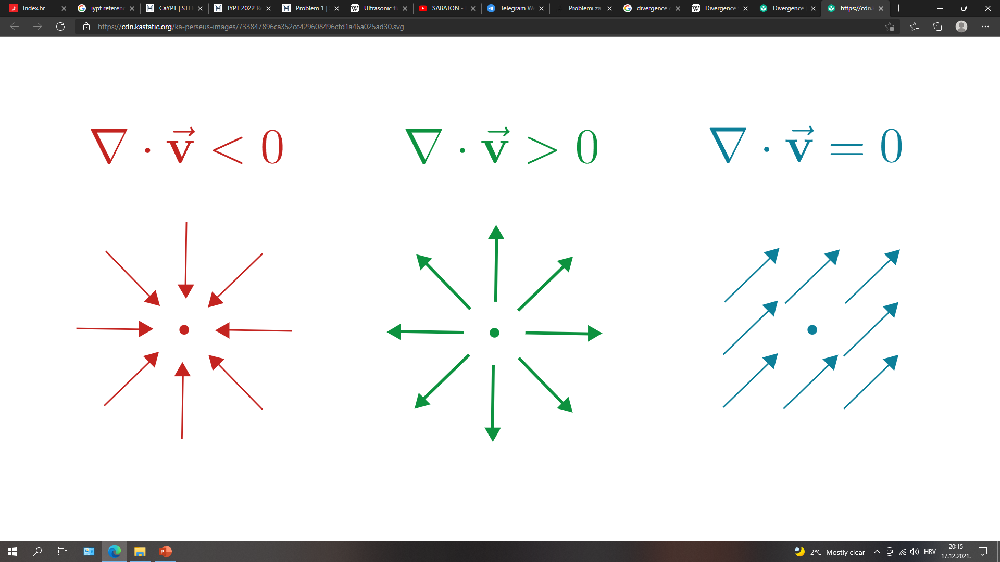 Index.hr
iypt referen
CaYPT | STE
IYPT 2022 R
Problem 1 |
Ultrasonic fl
SABATON -
Telegram W
Problemi za
divergence
Divergence
Divergence
https://cdn.
https://cdn.kastatic.org/ka-perseus-images/733847896ca352cc429608496cfd1a46a025ad30.svg
∇ · v⃗ < 0
∇ · v⃗ > 0
∇ · v⃗ = 0
2°C Mostly clear
HRV
20:15
17.12.2021.